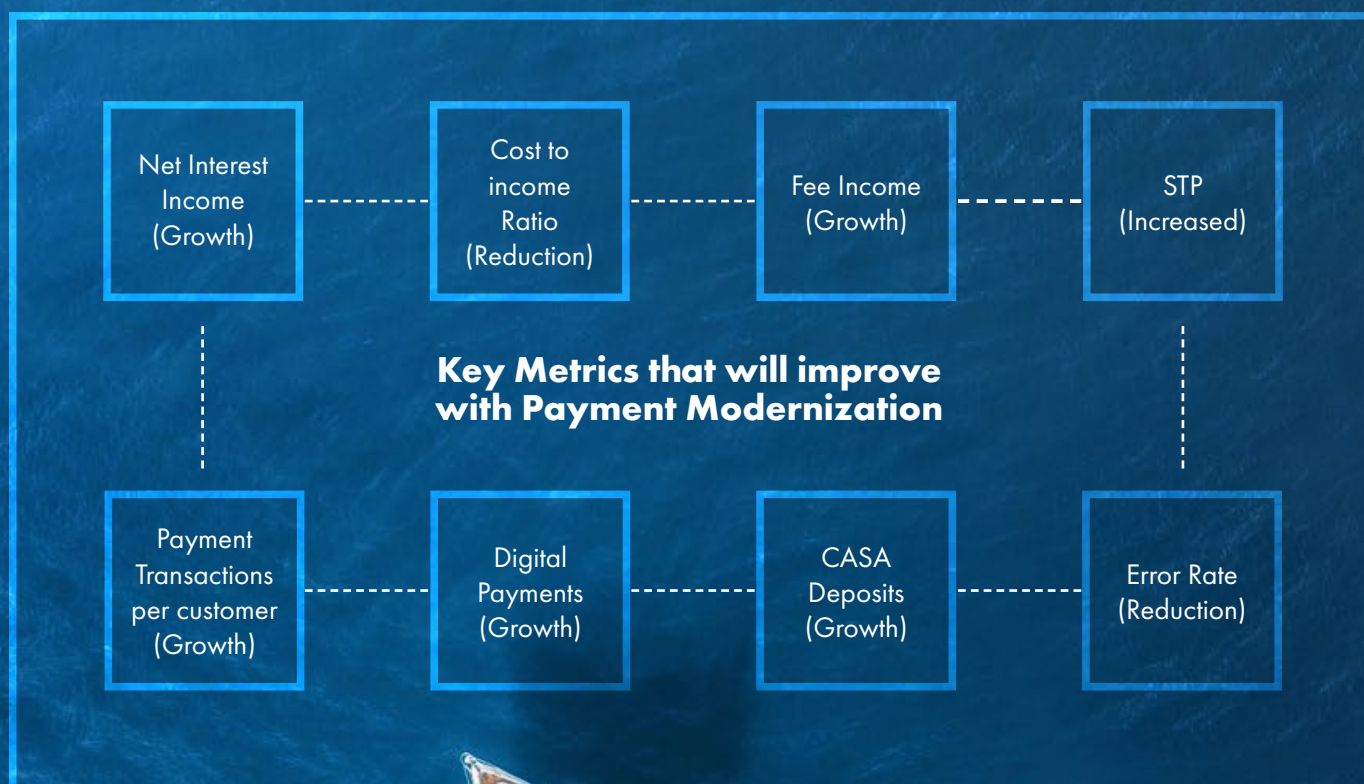 Net Interest
Income
(Growth)
Cost to
income
Ratio
(Reduction)
Fee Income
(Growth)
STP
(Increased)
Key Metrics that will improve
with Payment Modernization
Payment
Transactions
per customer
(Growth)
Digital
Payments
(Growth)
CASA
Deposits
(Growth)
Error Rate
(Reduction)